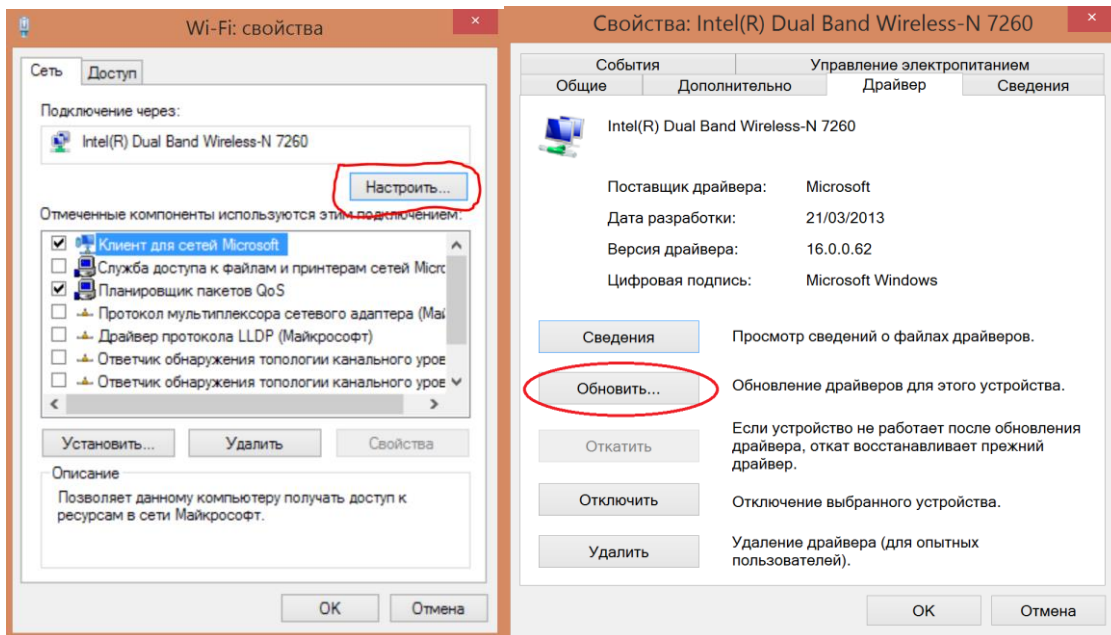 Wi-Fi: свойства
Сеть
Доступ
Подключение через:
Intel(R) Dual Band Wireless-N 7260
Настроить...
Отмеченные компоненты используются этим подключением:
Клиент для сетей Microsoft
Служба доступа к файлам и принтерам сетей Micrс
Планировщик пакетов QoS
Протокол мультиплексора сетевого адаптера (Май
Драйвер протокола LLDP (Майкрософт)
Ответчик обнаружения топологии канального уров
Ответчик обнаружения топологии канального уров
Установить...
Удалить
Свойства
Описание
Позволяет данному компьютеру получать доступ к
ресурсам в сети Майкрософт.
OK
Отмена
Свойства: Intel(R) Dual Band Wireless-N 7260
События
Управление электропитанием
Общие
Дополнительно
Драйвер
Сведения
Intel(R) Dual Band Wireless-N 7260
Поставщик драйвера: Microsoft
Дата разработки: 21/03/2013
Версия драйвера: 16.0.0.62
Цифровая подпись: Microsoft Windows
Сведения
Просмотр сведений о файлах драйверов.
Обновить...
Обновление драйверов для этого устройства.
Откатить
Если устройство не работает после обновления
драйвера, откат восстанавливает прежний
драйвер.
Отключить
Отключение выбранного устройства.
Удалить
Удаление драйвера (для опытных
пользователей).
OK
Отмена